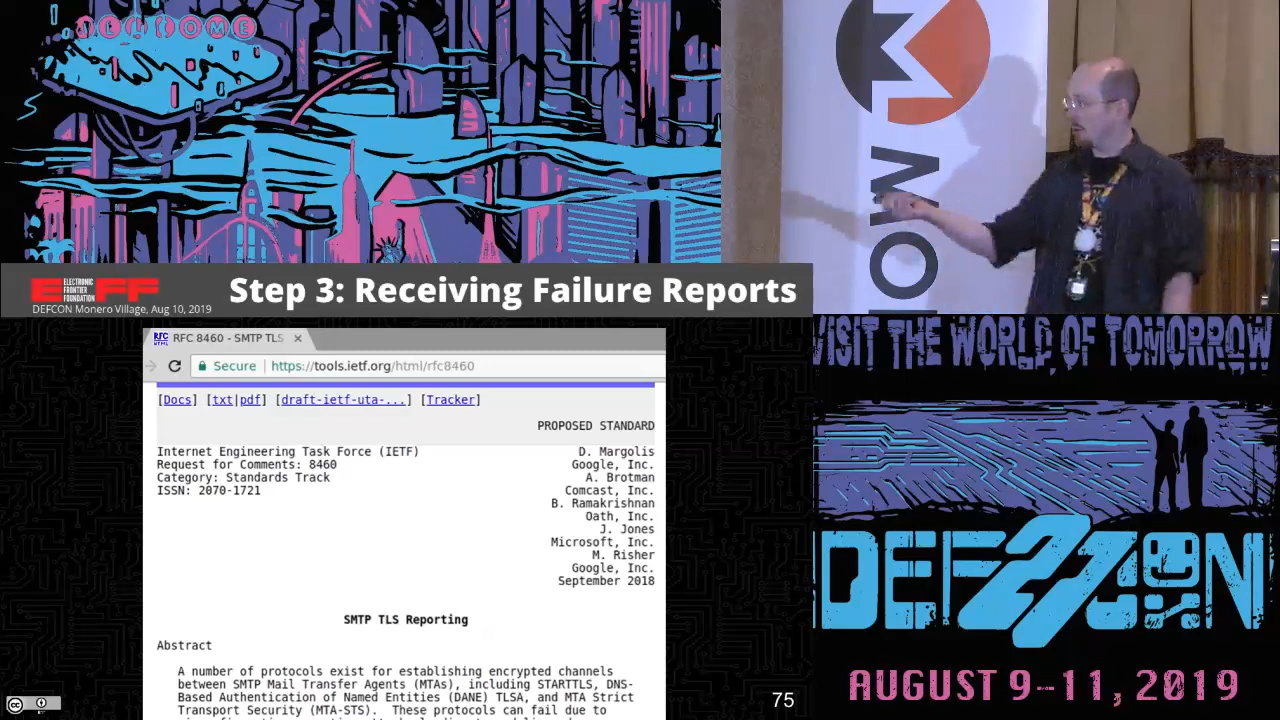 WELCOME
MO
ELECTRONIC
FRONTIER
FOUNDATION
EFF
DEFCON Monero Village, Aug 10, 2019
Step 3: Receiving Failure Reports
RFC 8460 - SMTP TLS
Secure | https://tools.ietf.org/html/rfc8460
[Docs] [txt|pdf] [draft-ietf-uta-...] [Tracker]
PROPOSED STANDARD
Internet Engineering Task Force (IETF) D. Margolis
Request for Comments: 8460 Google, Inc.
Category: Standards Track A. Brotman
ISSN: 2070-1721 Comcast, Inc.
B. Ramakrishnan
Oath, Inc.
J. Jones
Microsoft, Inc.
M. Risher
Google, Inc.
September 2018
SMTP TLS Reporting
Abstract
A number of protocols exist for establishing encrypted channels
between SMTP Mail Transfer Agents (MTAs), including STARTTLS, DNS-
Based Authentication of Named Entities (DANE) TLSA, and MTA Strict
Transport Security (MTA-STS). These protocols can fail due to
75
VISIT THE WORLD OF TOMORROW
DEFCON 27
AUGUST 9-11, 2019